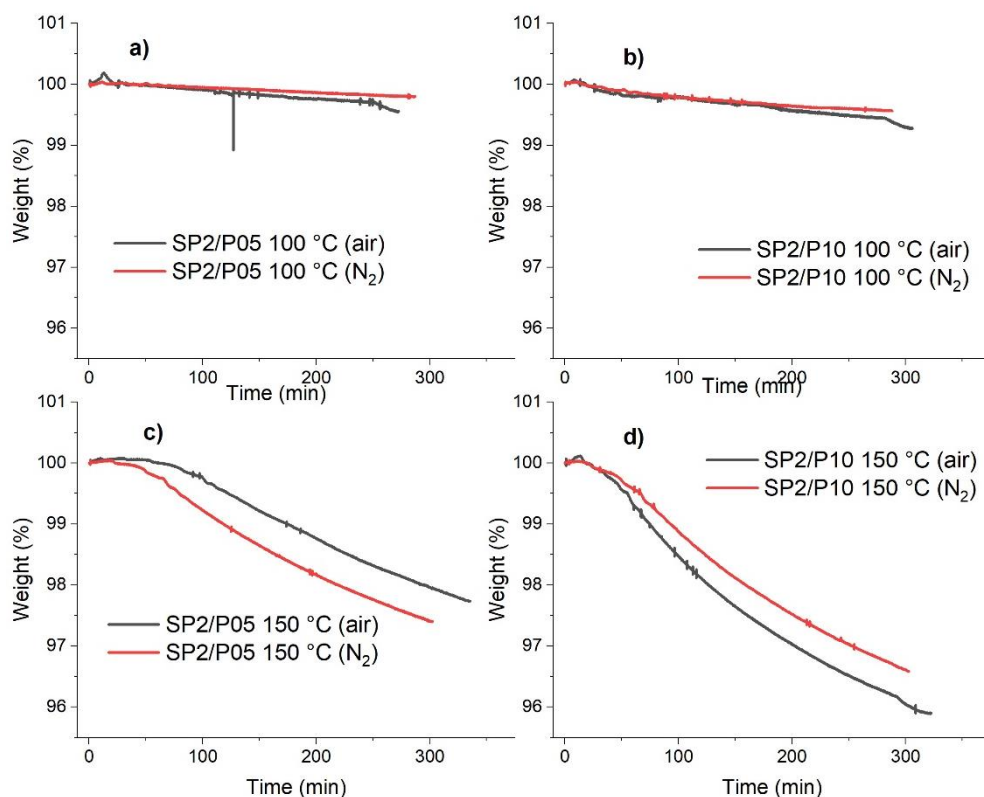 a)
101
100
99
98
97
96
Weight (%)
SP2/P05 100 °C (air)
SP2/P05 100 °C (N₂)
0 100 200 300
Time (min)
b)
101
100
99
98
97
96
Weight (%)
SP2/P10 100 °C (air)
SP2/P10 100 °C (N₂)
0 100 200 300
Time (min)
c)
101
100
99
98
97
96
Weight (%)
SP2/P05 150 °C (air)
SP2/P05 150 °C (N₂)
0 100 200 300
Time (min)
d)
101
100
99
98
97
96
Weight (%)
SP2/P10 150 °C (air)
SP2/P10 150 °C (N₂)
0 100 200 300
Time (min)